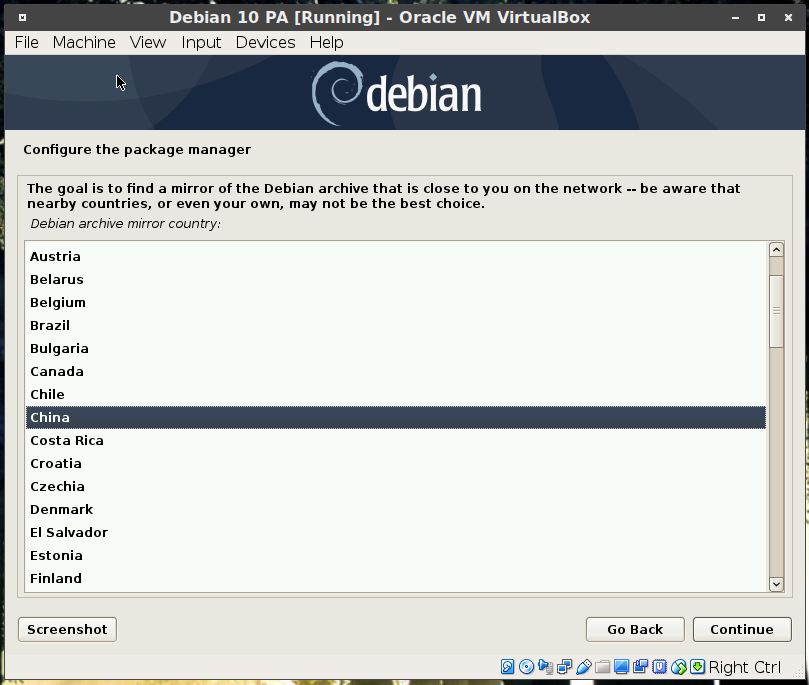 Debian 10 PA [Running] - Oracle VM VirtualBox
File Machine View Input Devices Help
debian
Configure the package manager
The goal is to find a mirror of the Debian archive that is close to you on the network -- be aware that
nearby countries, or even your own, may not be the best choice.
Debian archive mirror country:
Austria
Belarus
Belgium
Brazil
Bulgaria
Canada
Chile
China
Costa Rica
Croatia
Czechia
Denmark
El Salvador
Estonia
Finland
Screenshot Go Back Continue
Right Ctrl